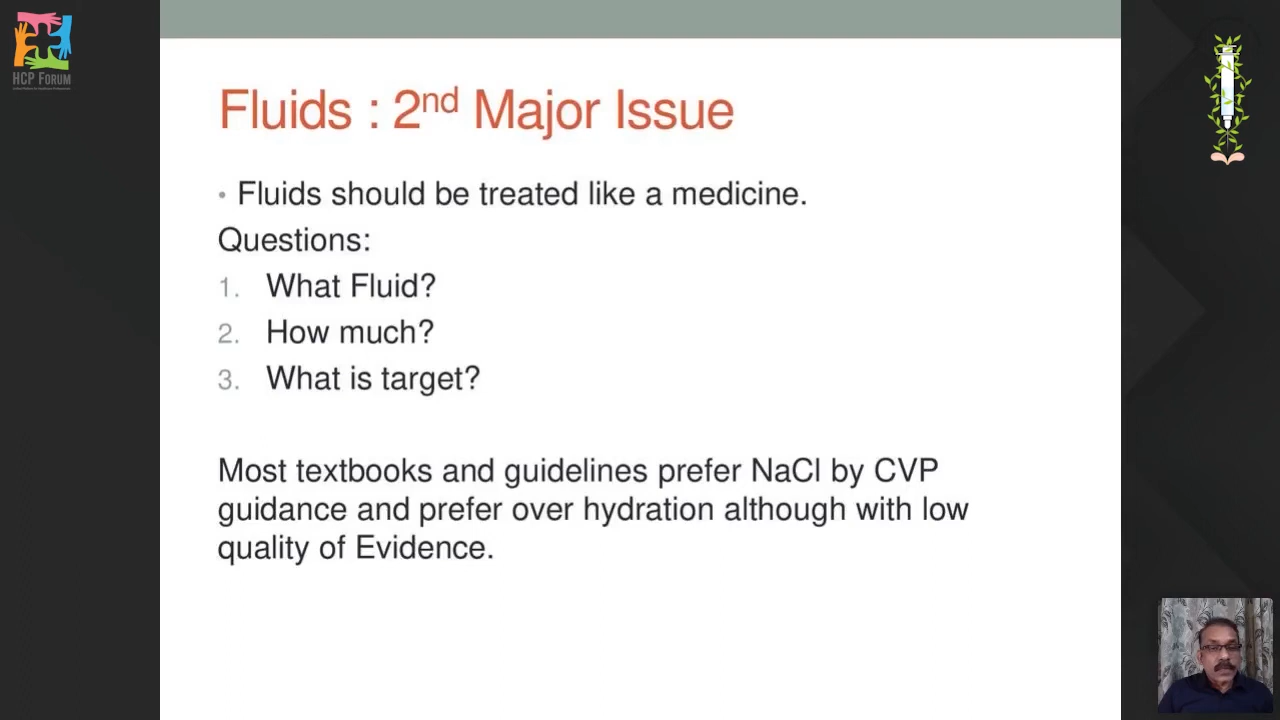 HCP FORUM
Fluids : 2nd Major Issue
• Fluids should be treated like a medicine.
Questions:
1. What Fluid?
2. How much?
3. What is target?
Most textbooks and guidelines prefer NaCl by CVP
guidance and prefer over hydration although with low
quality of Evidence.